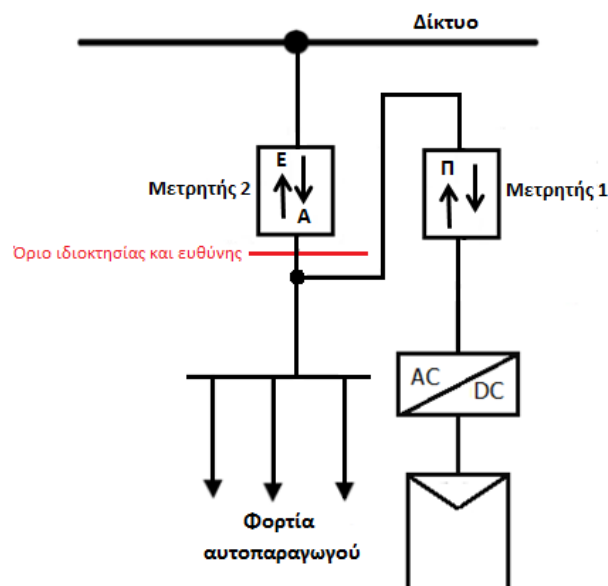 Δίκτυο
Ε
Α
Μετρητής 2
Π
Μετρητής 1
Όριο ιδιοκτησίας και ευθύνης
AC
DC
Φορτία
αυτοπαραγωγού